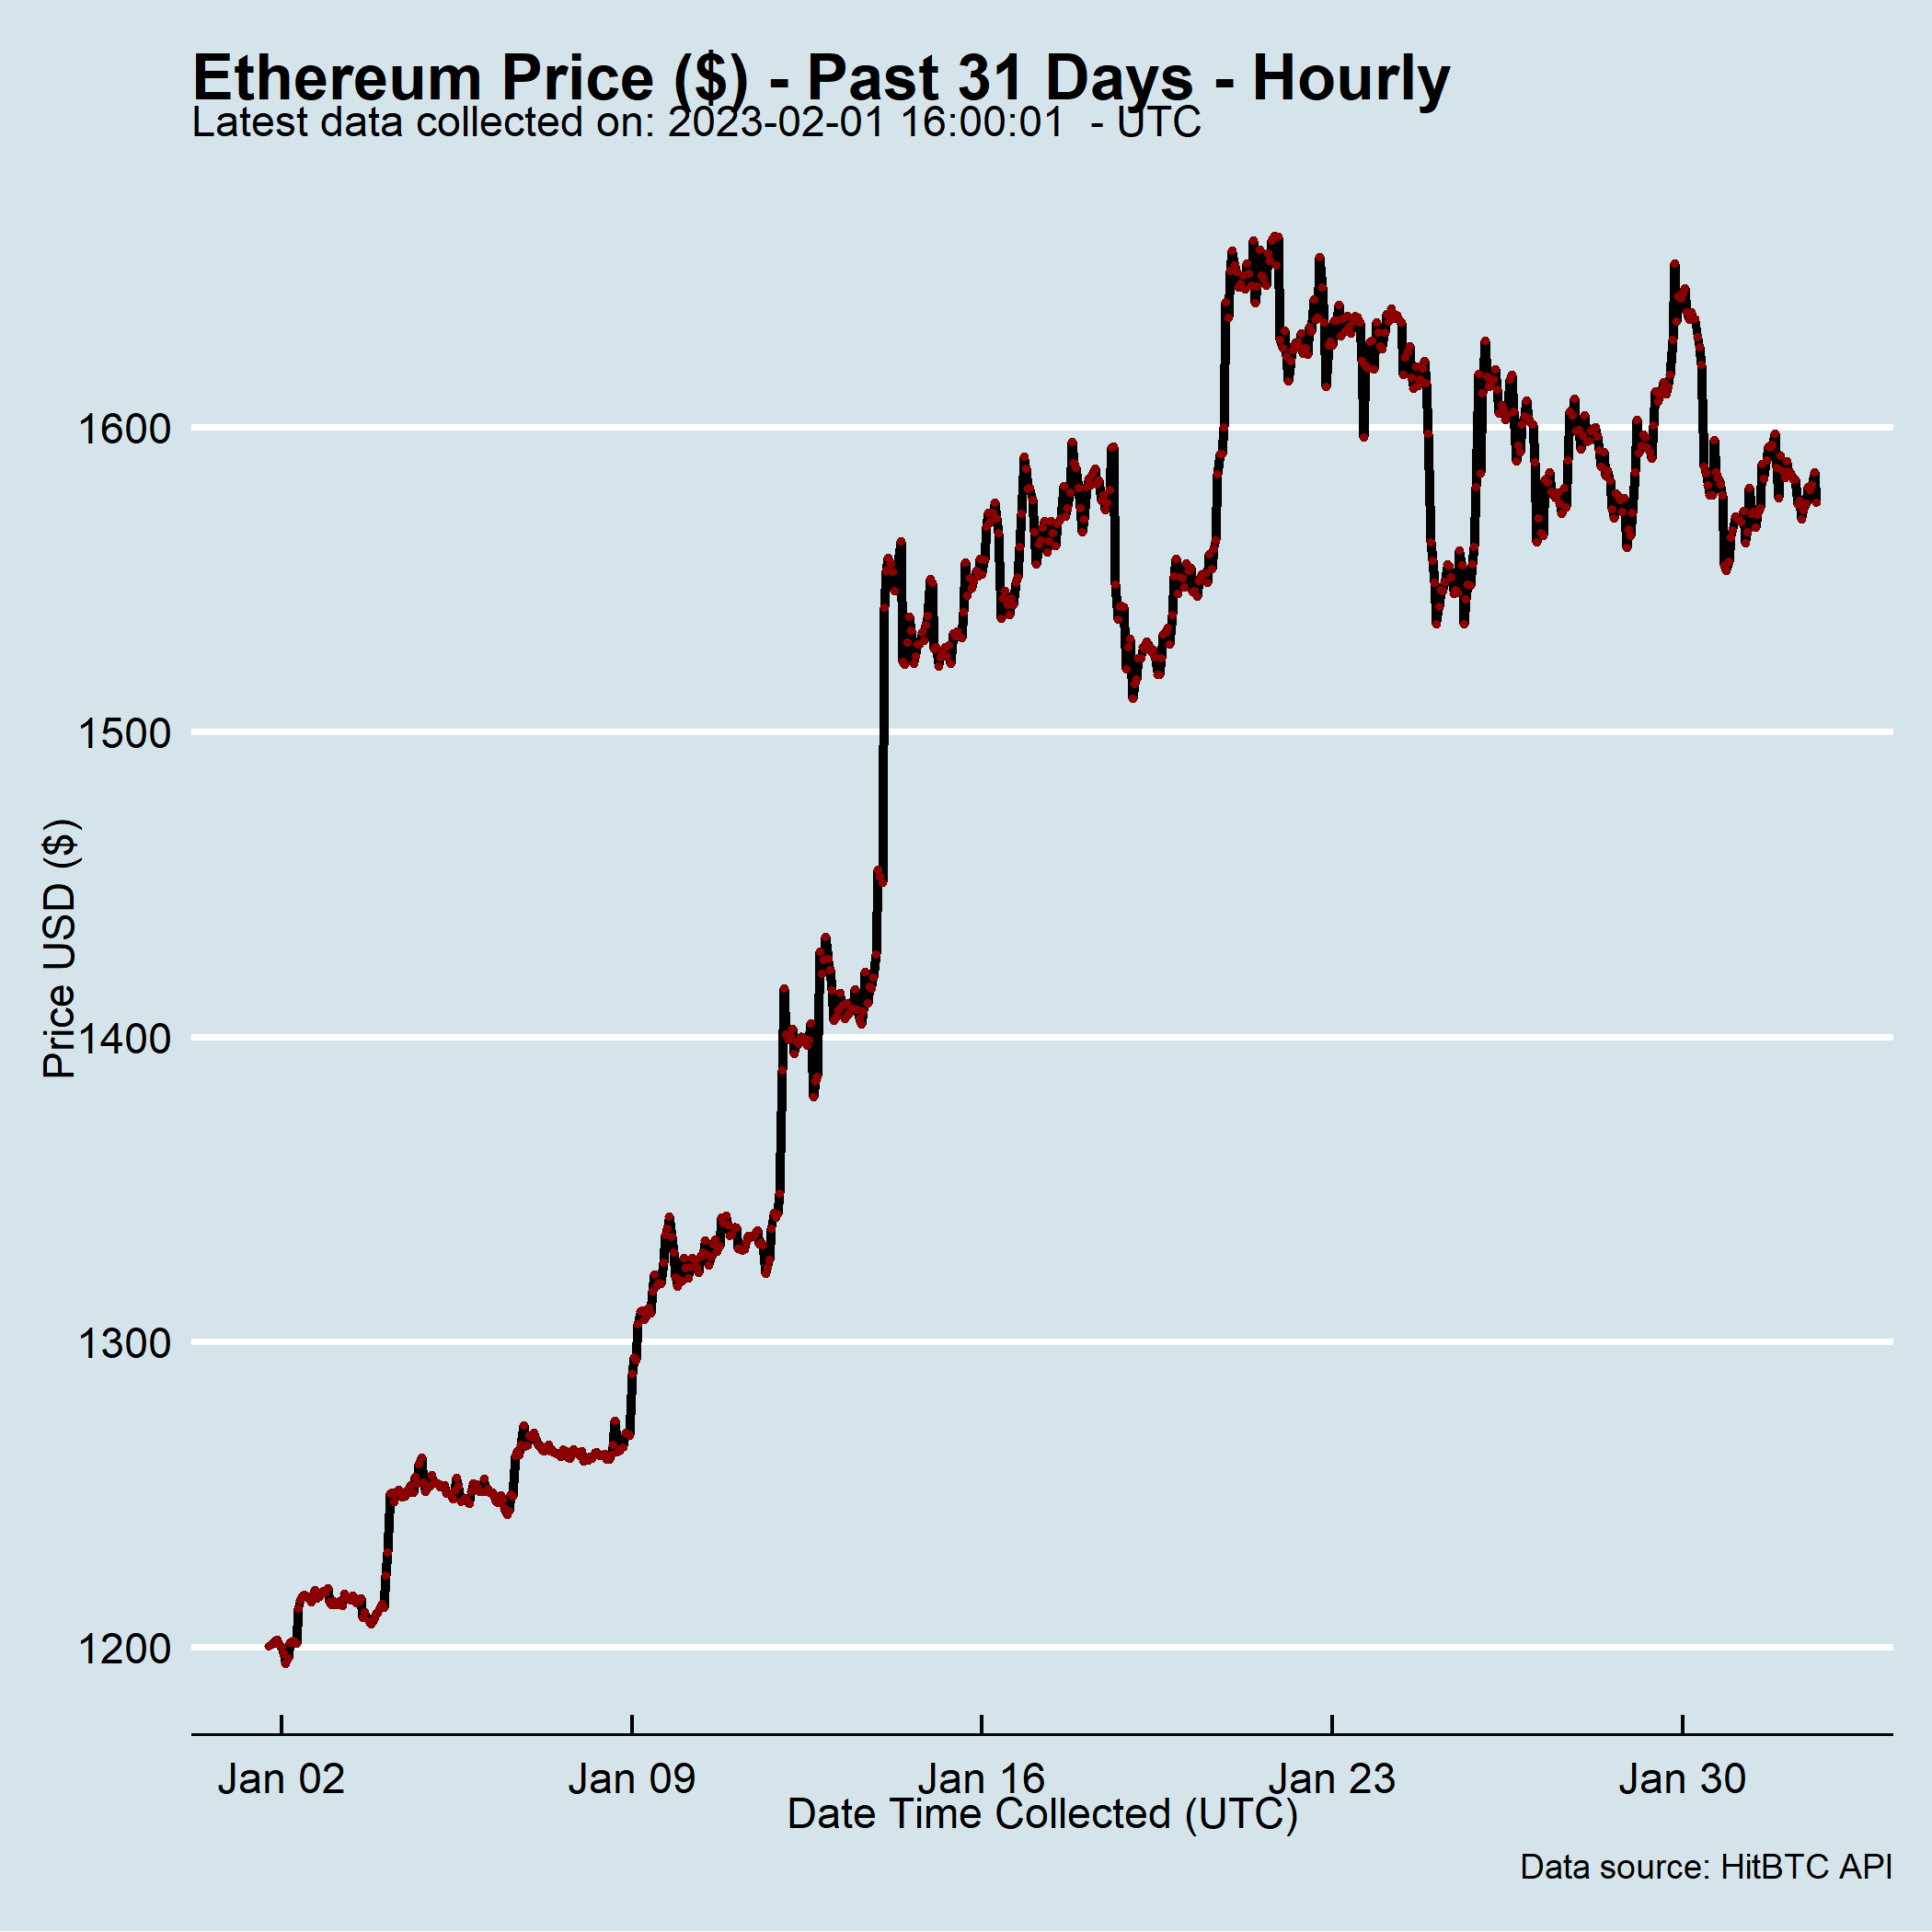 Ethereum Price ($) - Past 31 Days - Hourly
Latest data collected on: 2023-02-01 16:00:01  - UTC
Price USD ($)
1600
1500
1400
1300
1200
Jan 02
Jan 09
Jan 16
Jan 23
Jan 30
Date Time Collected (UTC)
Data source: HitBTC API